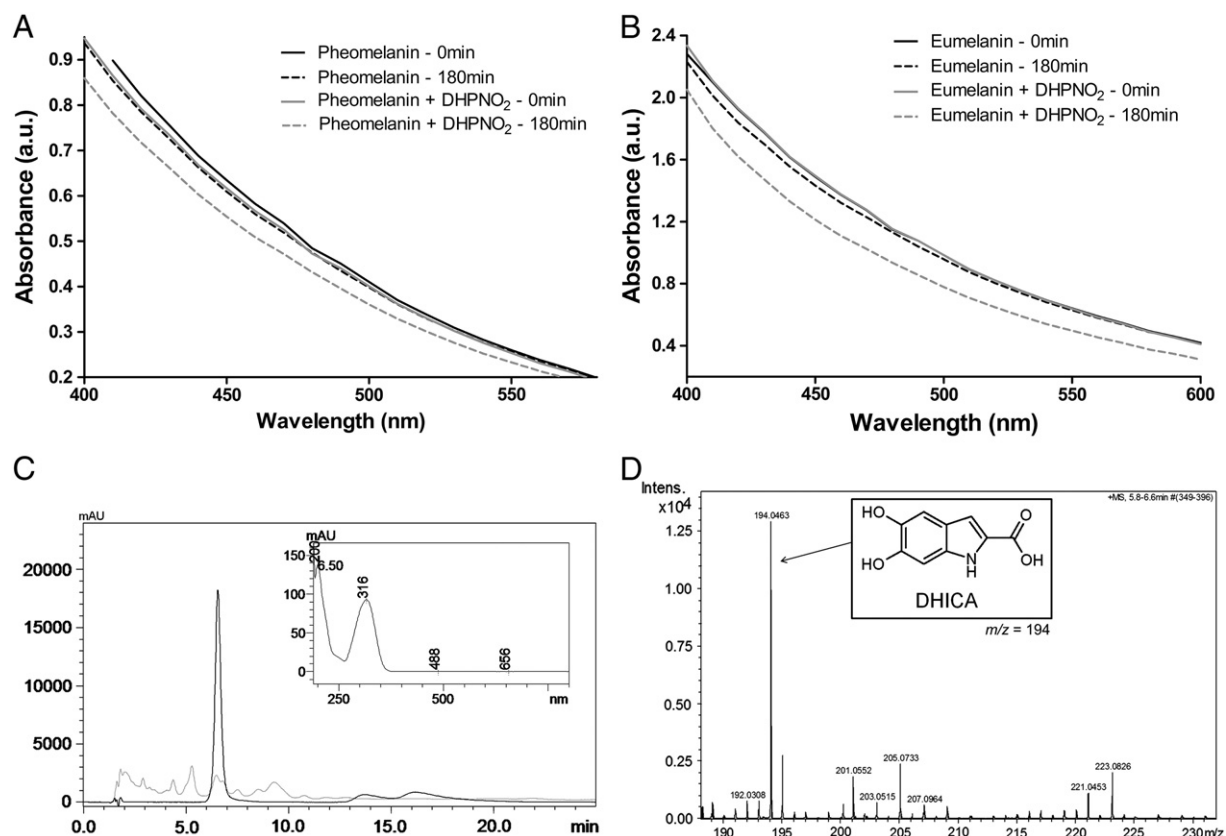 A
Absorbance (a.u.)
0.9
0.8
0.7
0.6
0.5
0.4
0.3
0.2
400
450
500
550
Wavelength (nm)
Pheomelanin - 0min
Pheomelanin - 180min
Pheomelanin + DHPNO₂ - 0min
Pheomelanin + DHPNO₂ - 180min
B
Absorbance (a.u.)
2.4
2.0
1.6
1.2
0.8
0.4
400
450
500
550
600
Wavelength (nm)
Eumelanin - 0min
Eumelanin - 180min
Eumelanin + DHPNO₂ - 0min
Eumelanin + DHPNO₂ - 180min
C
mAU
20000
15000
10000
5000
0
0.0
5.0
10.0
15.0
20.0
min
mAU
150
100
50
0
200
6.50
316
488
656
250
500
nm
D
Intens.
x10⁴
1.25
1.00
0.75
0.50
0.25
0.00
+MS, 5.8-6.6min #(349-396)
194.0463
HO
HO
N
H
O
OH
DHICA
m/z = 194
192.0308
201.0552
203.0515
205.0733
207.0964
221.0453
223.0826
190
195
200
205
210
215
220
225
230 m/z